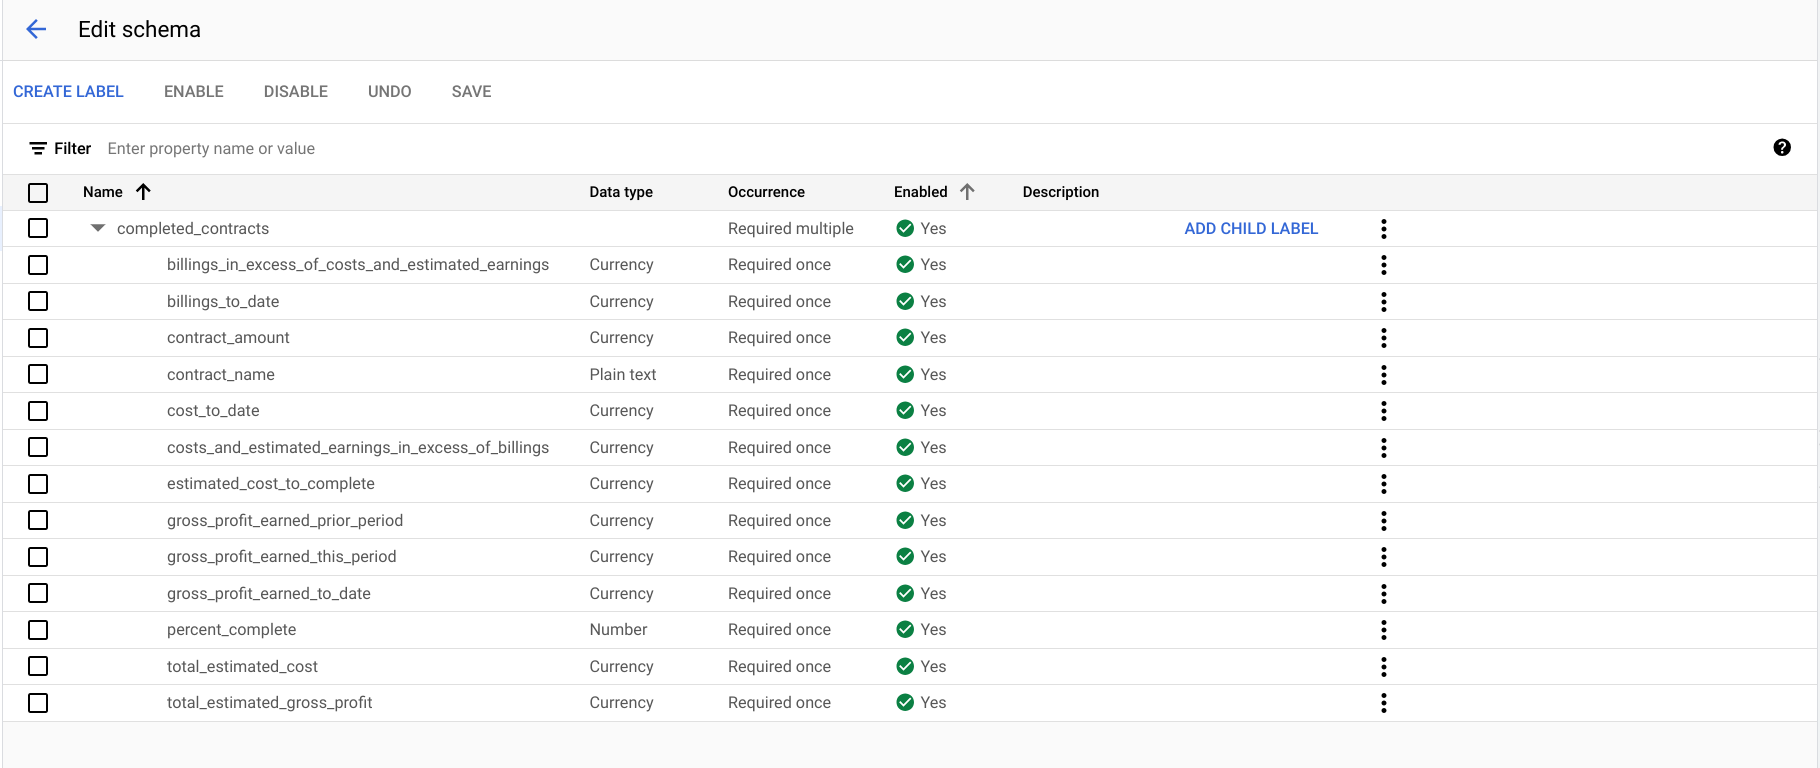 Edit schema
CREATE LABEL ENABLE DISABLE UNDO SAVE
Filter Enter property name or value
Name Data type Occurrence Enabled Description
completed_contracts Required multiple Yes ADD CHILD LABEL
billings_in_excess_of_costs_and_estimated_earnings Currency Required once Yes
billings_to_date Currency Required once Yes
contract_amount Currency Required once Yes
contract_name Plain text Required once Yes
cost_to_date Currency Required once Yes
costs_and_estimated_earnings_in_excess_of_billings Currency Required once Yes
estimated_cost_to_complete Currency Required once Yes
gross_profit_earned_prior_period Currency Required once Yes
gross_profit_earned_this_period Currency Required once Yes
gross_profit_earned_to_date Currency Required once Yes
percent_complete Number Required once Yes
total_estimated_cost Currency Required once Yes
total_estimated_gross_profit Currency Required once Yes